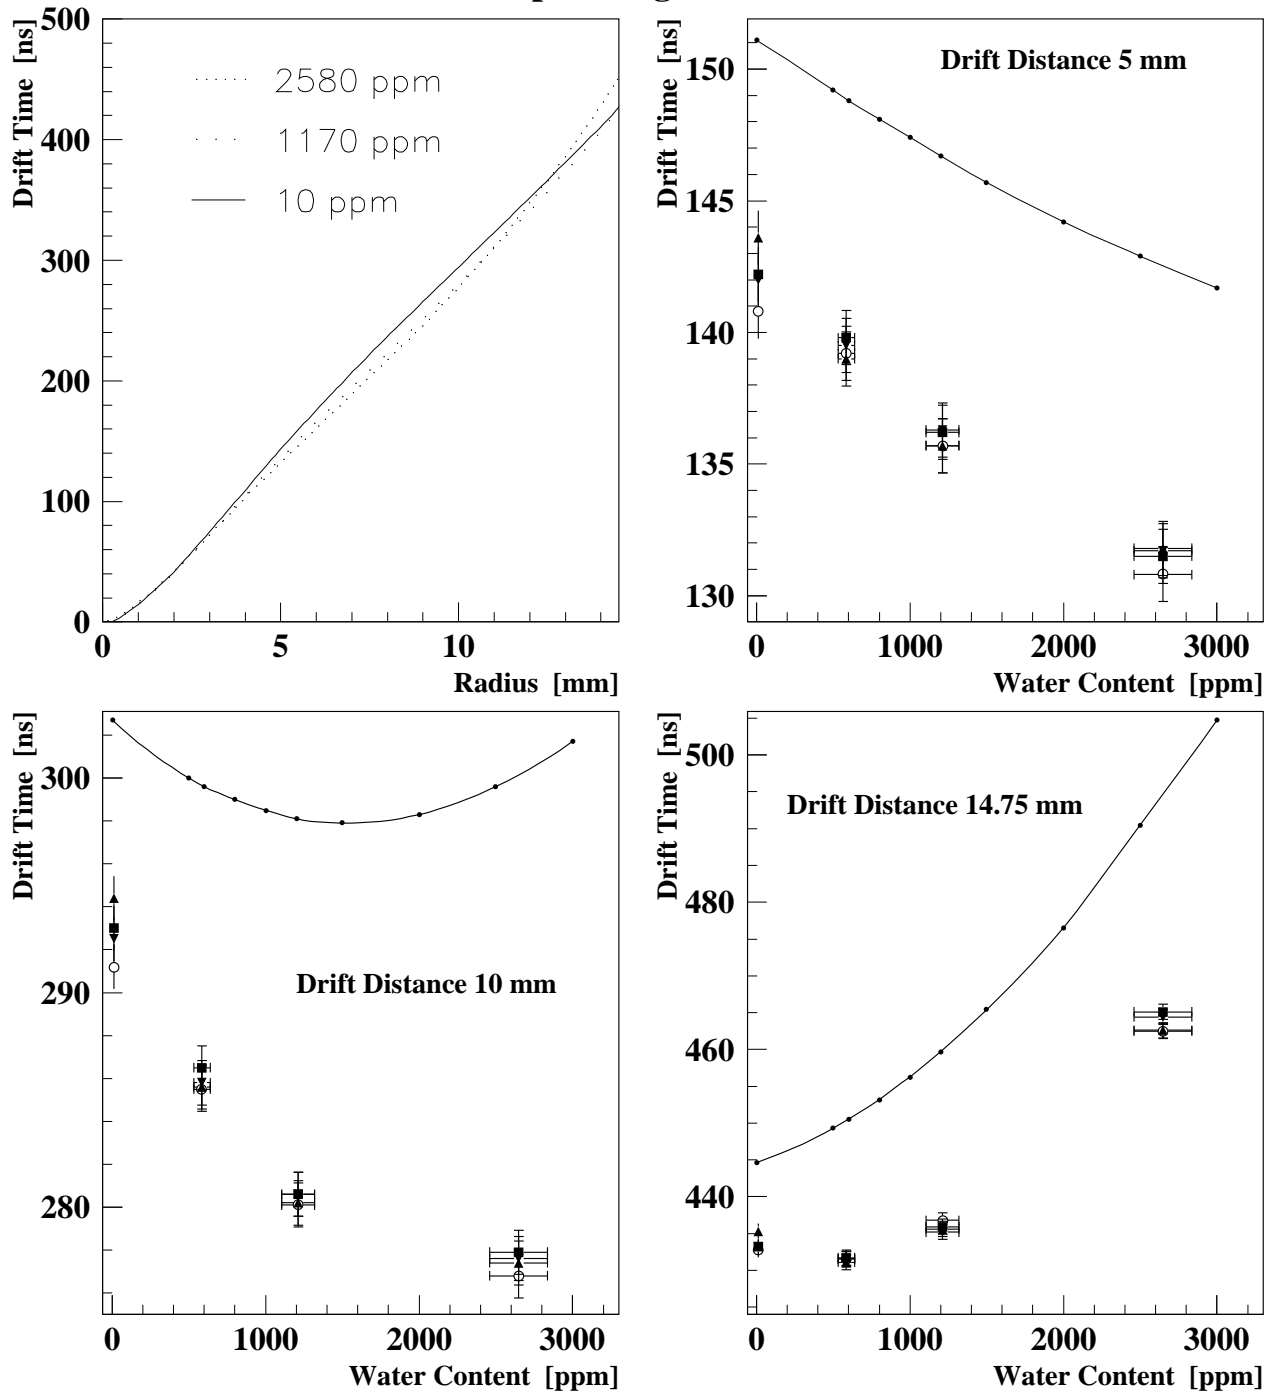 500
400
300
200
100
0
Drift Time [ns]
2580 ppm
1170 ppm
10 ppm
0 5 10
Radius [mm]
150
145
140
135
130
Drift Time [ns]
Drift Distance 5 mm
0 1000 2000 3000
Water Content [ppm]
300
290
280
Drift Time [ns]
Drift Distance 10 mm
0 1000 2000 3000
Water Content [ppm]
500
480
460
440
Drift Time [ns]
Drift Distance 14.75 mm
0 1000 2000 3000
Water Content [ppm]